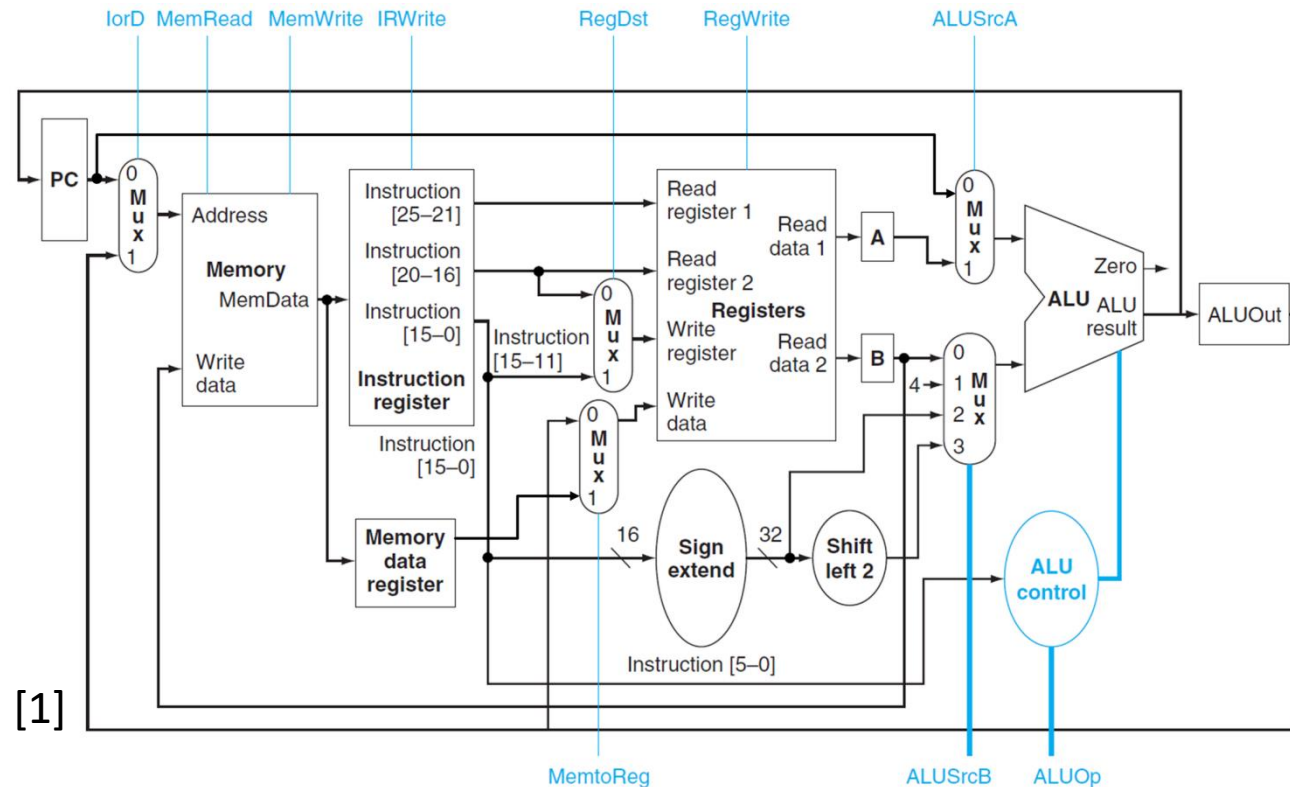 IorD MemRead MemWrite IRWrite RegDst RegWrite ALUSrcA
PC
0
M
u
x
1
Address
Memory
MemData
Write
data
Instruction
[25–21]
Instruction
[20–16]
Instruction
[15–0]
Instruction
register
Instruction
[15–11]
Instruction
[15–0]
Memory
data
register
0
M
u
x
1
0
M
u
x
1
Read
register 1
Read
register 2
Registers
Write
register
Write
data
Read
data 1
Read
data 2
A
B
16
Sign
extend
32
Shift
left 2
0
M
u
x
1
4
0
1
2
3
M
u
x
Zero
ALU
ALU
result
ALUOut
ALU
control
Instruction [5–0]
[1]
MemtoReg ALUSrcB ALUOp